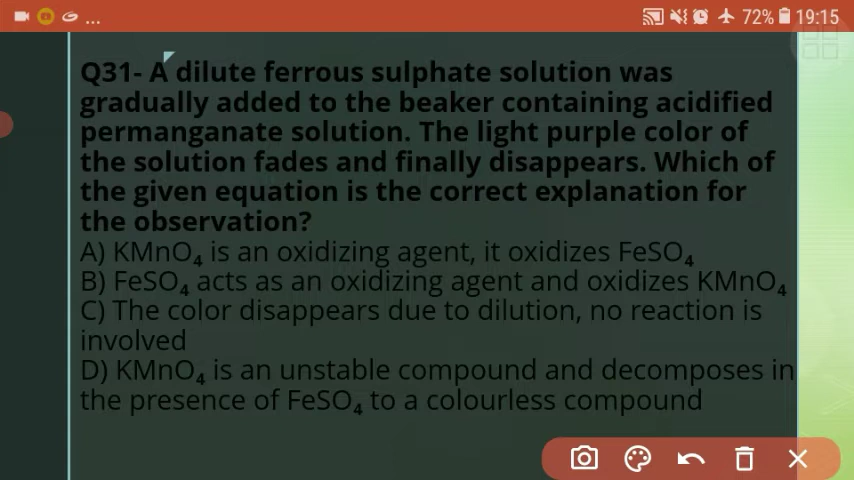 ... 72% 19:15
Q31- A dilute ferrous sulphate solution was
gradually added to the beaker containing acidified
permanganate solution. The light purple color of
the solution fades and finally disappears. Which of
the given equation is the correct explanation for
the observation?
A) KMnO₄ is an oxidizing agent, it oxidizes FeSO₄
B) FeSO₄ acts as an oxidizing agent and oxidizes KMnO₄
C) The color disappears due to dilution, no reaction is
involved
D) KMnO₄ is an unstable compound and decomposes in
the presence of FeSO₄ to a colourless compound